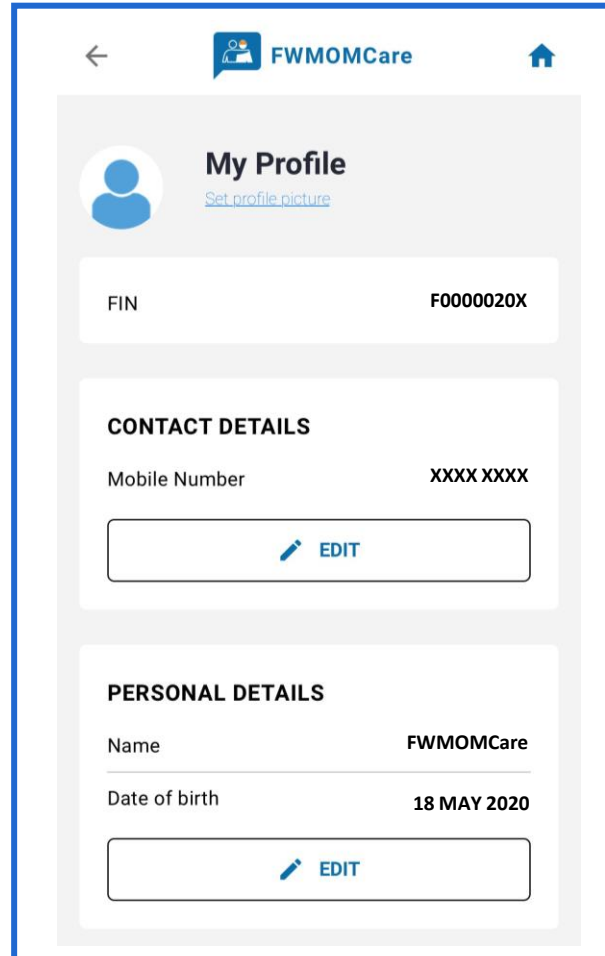 FWMOMCare
My Profile
Set profile picture
FIN F0000020X
CONTACT DETAILS
Mobile Number XXXX XXXX
EDIT
PERSONAL DETAILS
Name FWMOMCare
Date of birth 18 MAY 2020
EDIT